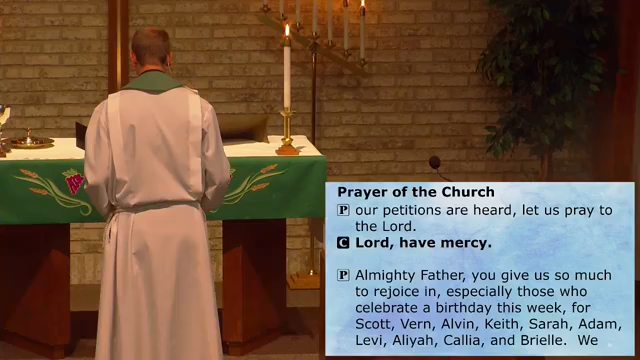 Prayer of the Church
P our petitions are heard, let us pray to
the Lord.
C Lord, have mercy.
P Almighty Father, you give us so much
to rejoice in, especially those who
celebrate a birthday this week, for
Scott, Vern, Alvin, Keith, Sarah, Adam,
Levi, Aliyah, Callia, and Brielle. We